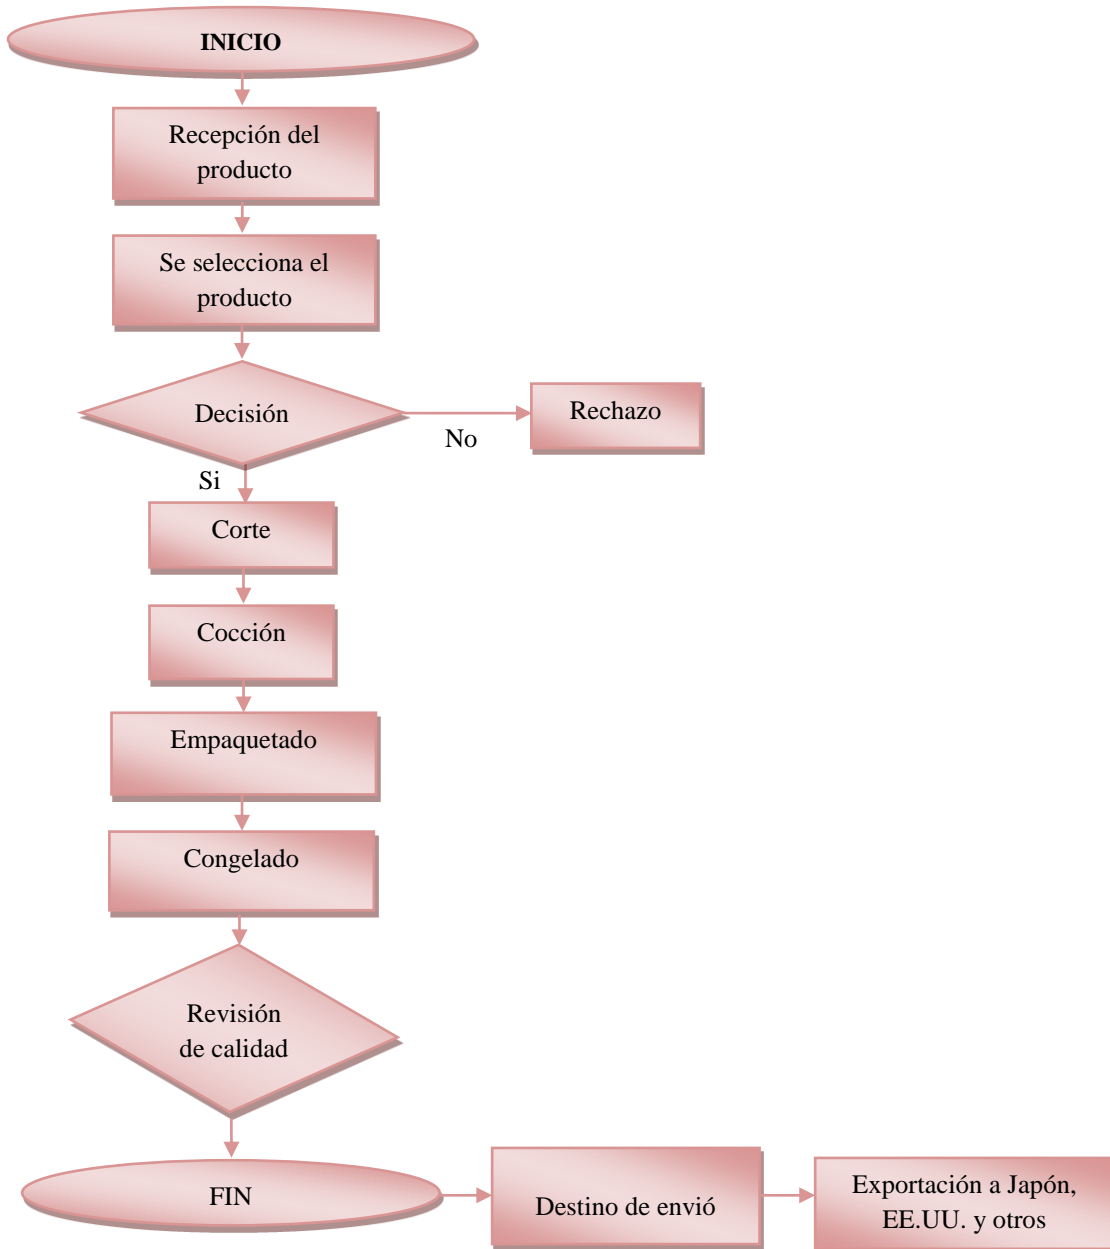 INICIO
Recepción del
producto
Se selecciona el
producto
Decisión
Rechazo
No
Si
Corte
Cocción
Empaquetado
Congelado
Revisión
de calidad
FIN
Destino de envió
Exportación a Japón,
EE.UU. y otros